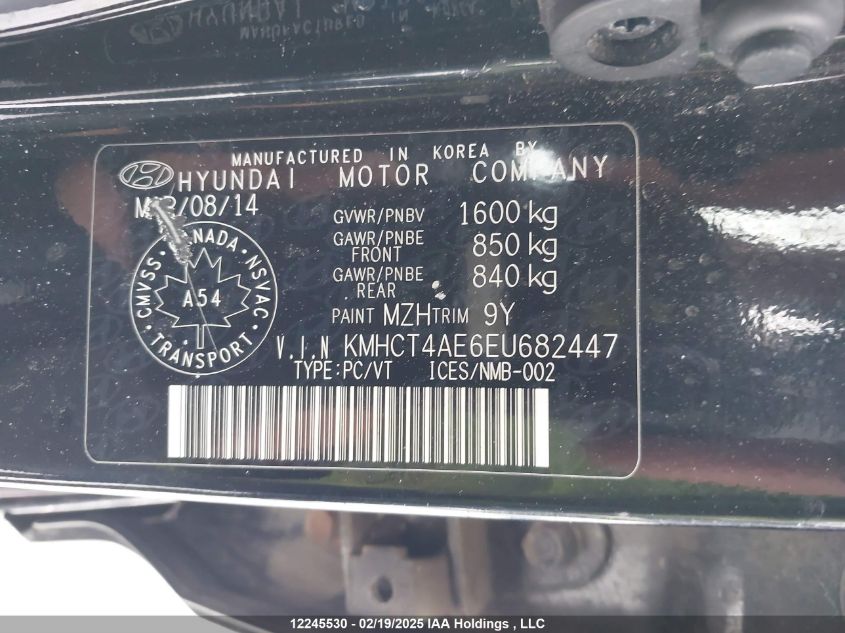 MANUFACTURED IN KOREA BY
HYUNDAI MOTOR COMPANY
/08/14
GVWR/PNBV 1600 kg
GAWR/PNBE FRONT 850 kg
GAWR/PNBE REAR 840 kg
PAINT MZH TRIM 9Y
CANADA · NSVAC · TRANSPORT · CMVSS
A54
V.I.N KMHCT4AE6EU682447
TYPE:PC/VT ICES/NMB-002
12245530 - 02/19/2025 IAA Holdings , LLC